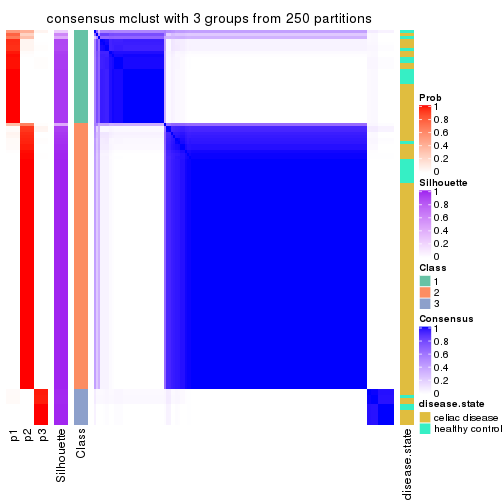 consensus mclust with 3 groups from 250 partitions
Prob
1
0.8
0.6
0.4
0.2
0
Silhouette
1
0.8
0.6
0.4
0.2
0
Class
1
2
3
Consensus
1
0.8
0.6
0.4
0.2
0
disease.state
celiac disease
healthy control
p1
p2
p3
Silhouette
Class
disease.state